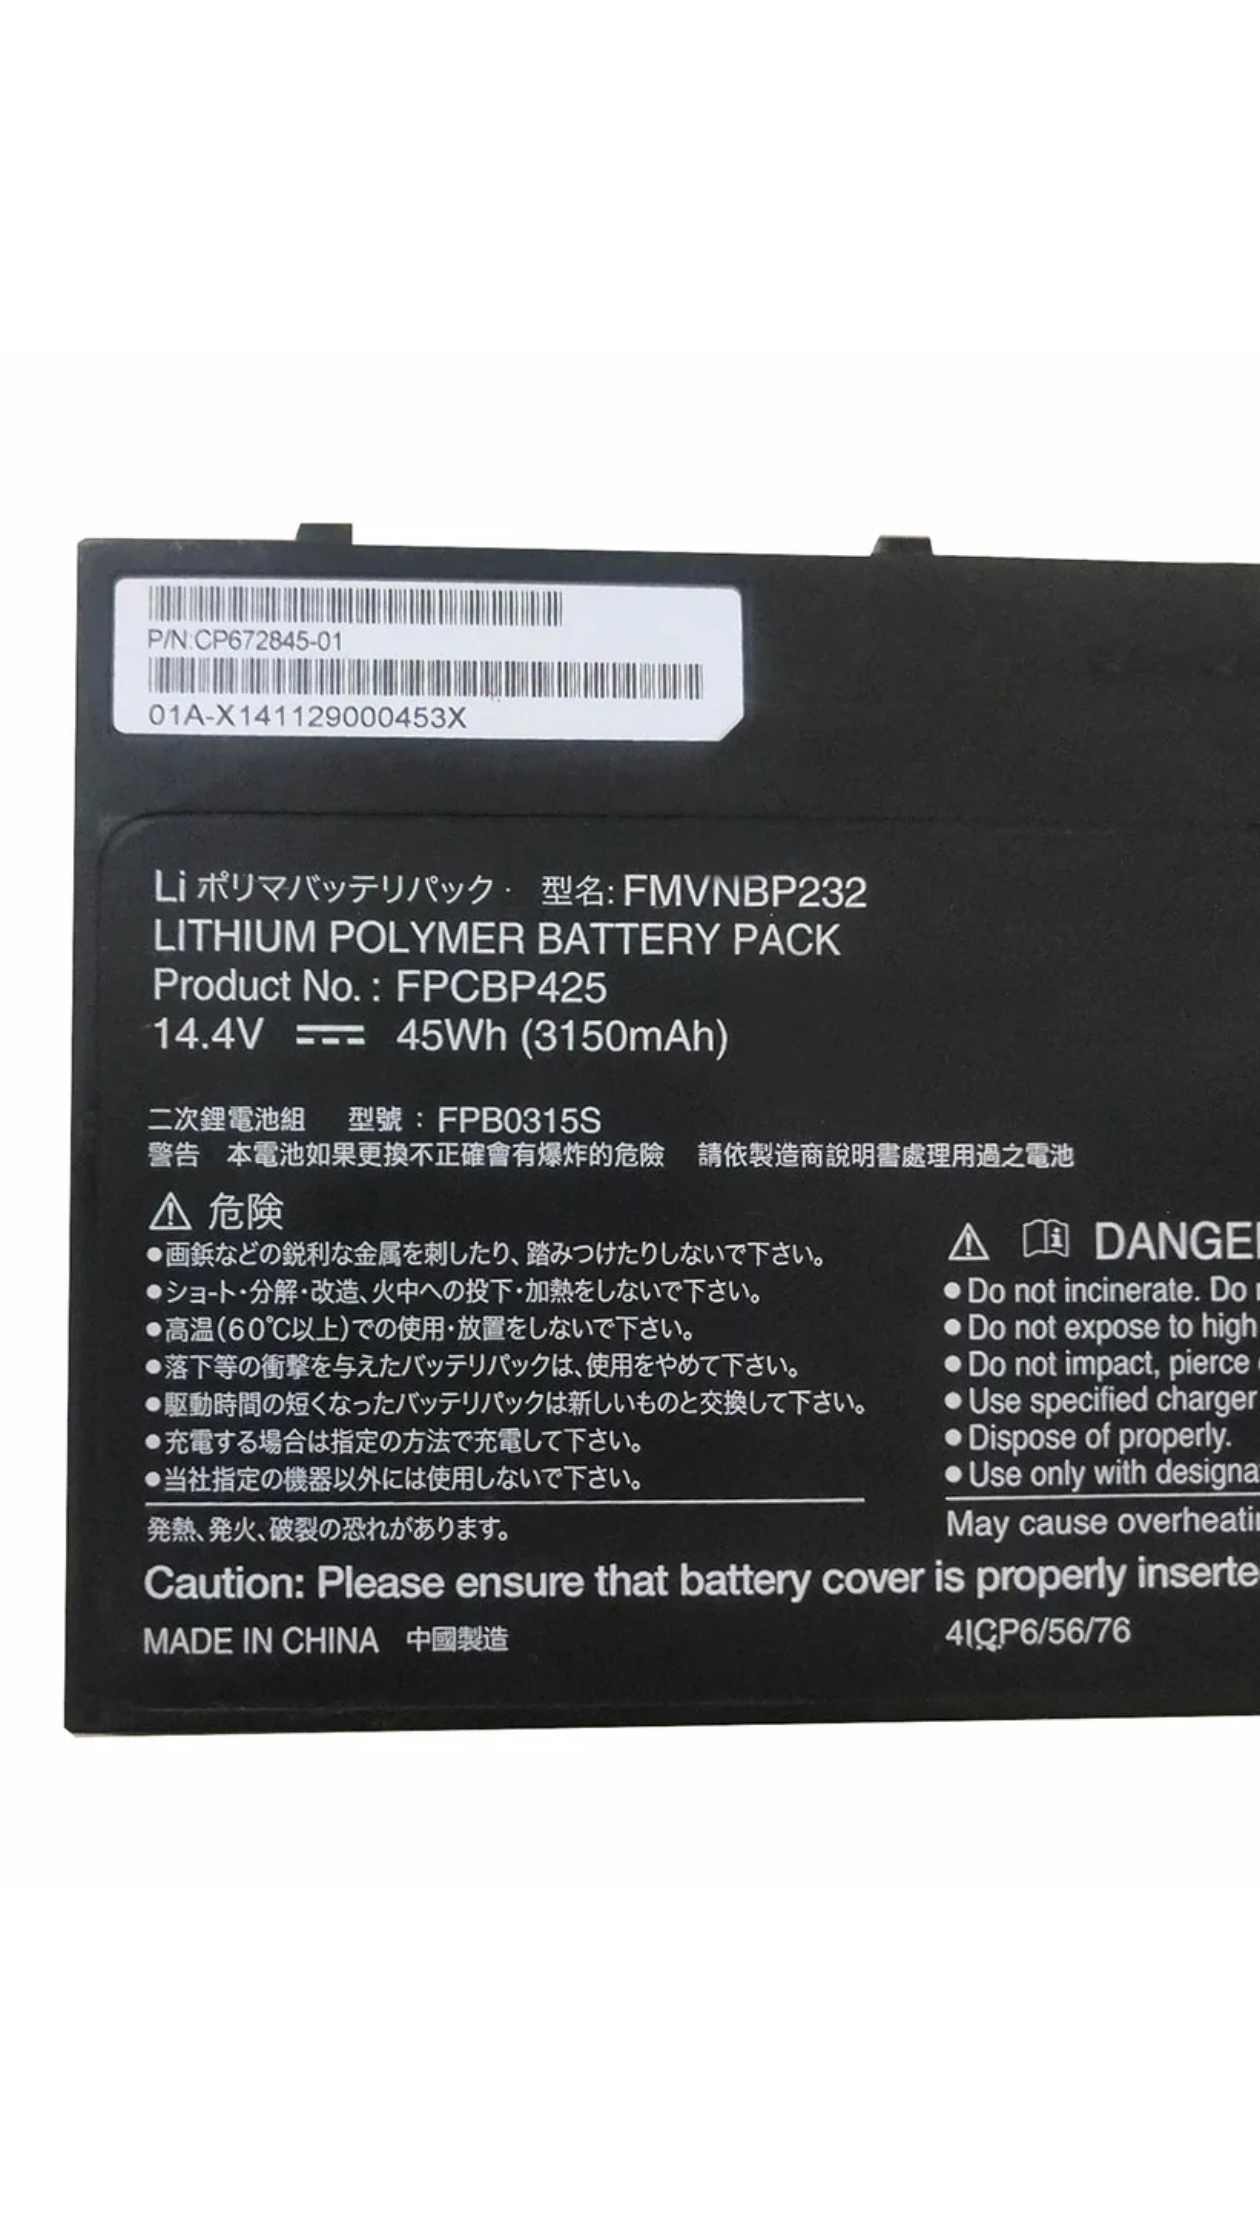 P/N:CP672845-01
01A-X141129000453X
Li ポリマバッテリパック 型名: FMVNBP232
LITHIUM POLYMER BATTERY PACK
Product No. : FPCBP425
14.4V 45Wh (3150mAh)
二次鋰電池組 型號 : FPB0315S
警告 本電池如果更換不正確會有爆炸的危險 請依製造商說明書處理用過之電池
⚠ 危険
●画鋲などの鋭利な金属を刺したり、踏みつけたりしないで下さい。
●ショート・分解・改造、火中への投下・加熱をしないで下さい。
●高温(60℃以上)での使用・放置をしないで下さい。
●落下等の衝撃を与えたバッテリパックは、使用をやめて下さい。
●駆動時間の短くなったバッテリパックは新しいものと交換して下さい。
●充電する場合は指定の方法で充電して下さい。
●当社指定の機器以外には使用しないで下さい。
発熱、発火、破裂の恐れがあります。
⚠ DANGE
●Do not incinerate. Do
●Do not expose to high
●Do not impact, pierce
●Use specified charger
●Dispose of properly.
●Use only with designa
May cause overheati
Caution: Please ensure that battery cover is properly inserte
MADE IN CHINA 中國製造
4ICP6/56/76